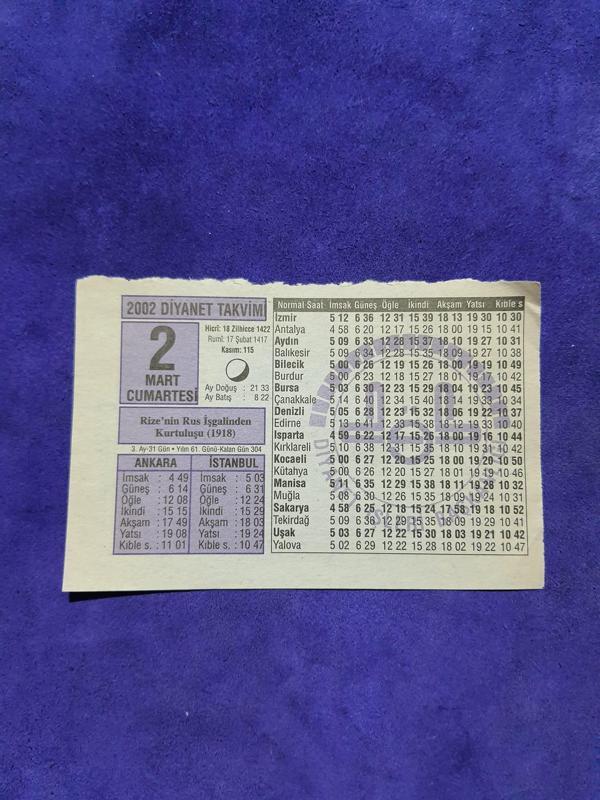 2002 DİYANET TAKVİMİ
2
MART
CUMARTESİ
Hicrî: 18 Zilhicce 1422
Rumî: 17 Şubat 1417
Kasım: 115
Ay Doğuş : 21 33
Ay Batış : 8 22
Rize'nin Rus İşgalinden
Kurtuluşu (1918)
3. Ay-31 Gün • Yılın 61. Günü-Kalan Gün 304
ANKARA
İmsak : 4 49
Güneş : 6 14
Öğle : 12 08
İkindi : 15 15
Akşam : 17 49
Yatsı : 19 08
Kıble s. : 11 01
İSTANBUL
İmsak : 5 03
Güneş : 6 31
Öğle : 12 24
İkindi : 15 29
Akşam : 18 03
Yatsı : 19 24
Kıble s. : 10 47
Normal Saat İmsak Güneş Öğle İkindi Akşam Yatsı Kıble s
İzmir 5 12 6 36 12 31 15 39 18 13 19 30 10 30
Antalya 4 58 6 20 12 17 15 26 18 00 19 15 10 41
Aydın 5 09 6 33 12 28 15 37 18 10 19 27 10 31
Balıkesir 5 09 6 33 12 28 15 35 18 09 19 27 10 38
Bilecik 5 00 6 26 12 19 15 26 18 00 19 19 10 49
Burdur 5 00 6 23 12 18 15 27 18 01 19 17 10 42
Bursa 5 03 6 30 12 23 15 29 18 04 19 23 10 45
Çanakkale 5 14 6 40 12 34 15 40 18 14 19 33 10 34
Denizli 5 05 6 28 12 23 15 32 18 06 19 22 10 37
Edirne 5 13 6 41 12 34 15 38 18 13 19 34 10 37
Isparta 4 59 6 22 12 17 15 26 18 00 19 16 10 44
Kırklareli 5 10 6 38 12 31 15 35 18 10 19 31 10 40
Kocaeli 5 00 6 27 12 20 15 25 18 00 19 20 10 50
Kütahya 5 00 6 26 12 20 15 27 18 01 19 19 10 46
Manisa 5 11 6 35 12 30 15 38 18 12 19 28 10 32
Muğla 5 08 6 30 12 26 15 35 18 09 19 24 10 31
Sakarya 4 58 6 25 12 18 15 24 17 58 19 18 10 52
Tekirdağ 5 09 6 36 12 29 15 35 18 09 19 29 10 41
Uşak 5 03 6 27 12 22 15 30 18 03 19 21 10 42
Yalova 5 02 6 29 12 22 15 28 18 02 19 22 10 47